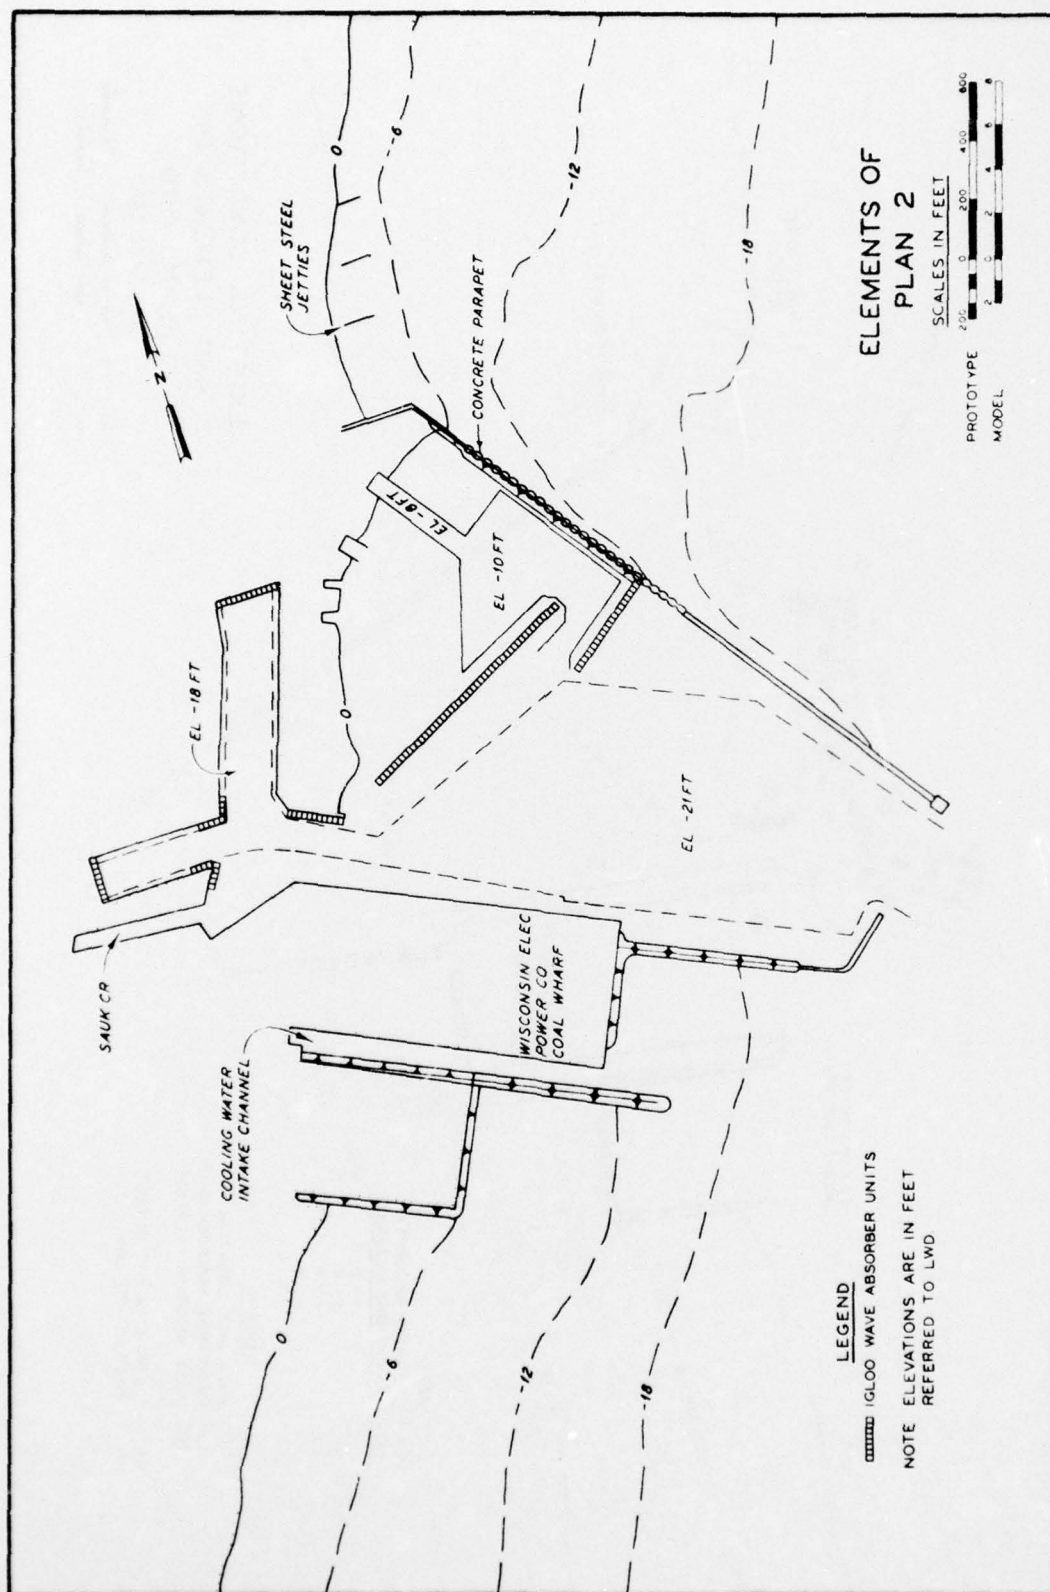 ELEMENTS OF
PLAN 2
SCALES IN FEET
PROTOTYPE 200 0 200 400 600
MODEL 2 0 2 4 6 8
SHEET STEEL
JETTIES
CONCRETE PARAPET
N
0
-6
-12
-18
EL -8FT
EL -10FT
EL -18FT
0
EL -21FT
SAUK CR
WISCONSIN ELEC
POWER CO
COAL WHARF
COOLING WATER
INTAKE CHANNEL
0
-6
-12
-18
LEGEND
IGLOO WAVE ABSORBER UNITS
NOTE ELEVATIONS ARE IN FEET
REFERRED TO LWD.